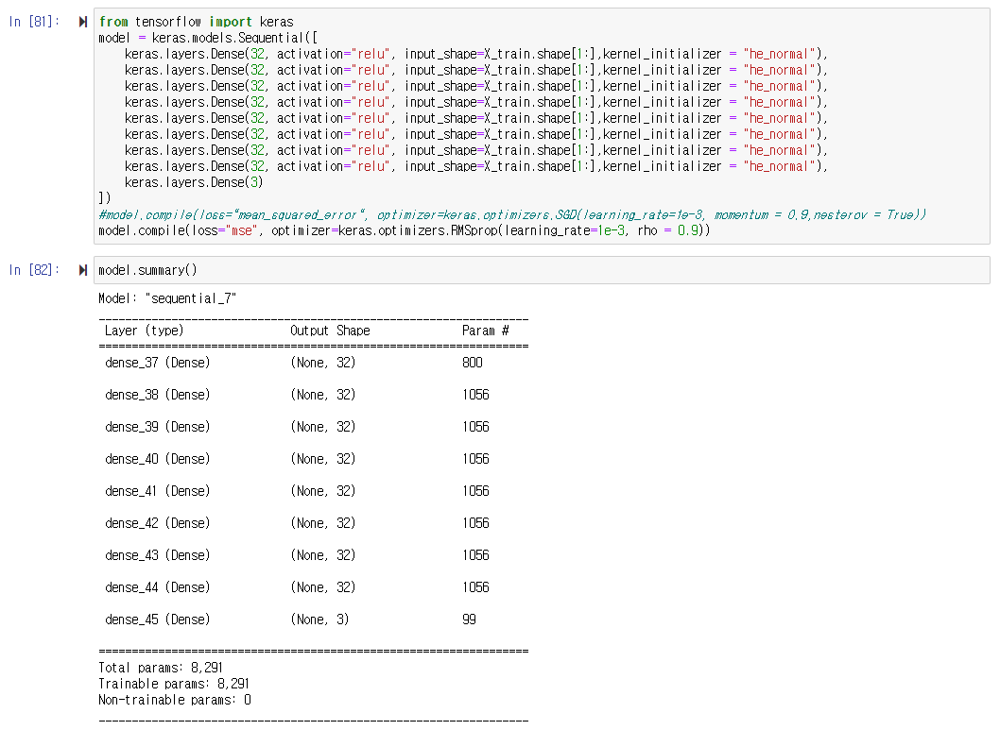 In [81]:
from tensorflow import keras
model = keras.models.Sequential([
    keras.layers.Dense(32, activation="relu", input_shape=X_train.shape[1:],kernel_initializer = "he_normal"),
    keras.layers.Dense(32, activation="relu", input_shape=X_train.shape[1:],kernel_initializer = "he_normal"),
    keras.layers.Dense(32, activation="relu", input_shape=X_train.shape[1:],kernel_initializer = "he_normal"),
    keras.layers.Dense(32, activation="relu", input_shape=X_train.shape[1:],kernel_initializer = "he_normal"),
    keras.layers.Dense(32, activation="relu", input_shape=X_train.shape[1:],kernel_initializer = "he_normal"),
    keras.layers.Dense(32, activation="relu", input_shape=X_train.shape[1:],kernel_initializer = "he_normal"),
    keras.layers.Dense(32, activation="relu", input_shape=X_train.shape[1:],kernel_initializer = "he_normal"),
    keras.layers.Dense(32, activation="relu", input_shape=X_train.shape[1:],kernel_initializer = "he_normal"),
    keras.layers.Dense(3)
])
#model.compile(loss="mean_squared_error", optimizer=keras.optimizers.SGD(learning_rate=1e-3, momentum = 0.9,nesterov = True))
model.compile(loss="mse", optimizer=keras.optimizers.RMSprop(learning_rate=1e-3, rho = 0.9))
In [82]:
model.summary()
Model: "sequential_7"
_________________________________________________________________
Layer (type) Output Shape Param #
=================================================================
dense_37 (Dense) (None, 32) 800
dense_38 (Dense) (None, 32) 1056
dense_39 (Dense) (None, 32) 1056
dense_40 (Dense) (None, 32) 1056
dense_41 (Dense) (None, 32) 1056
dense_42 (Dense) (None, 32) 1056
dense_43 (Dense) (None, 32) 1056
dense_44 (Dense) (None, 32) 1056
dense_45 (Dense) (None, 3) 99
=================================================================
Total params: 8,291
Trainable params: 8,291
Non-trainable params: 0
_________________________________________________________________